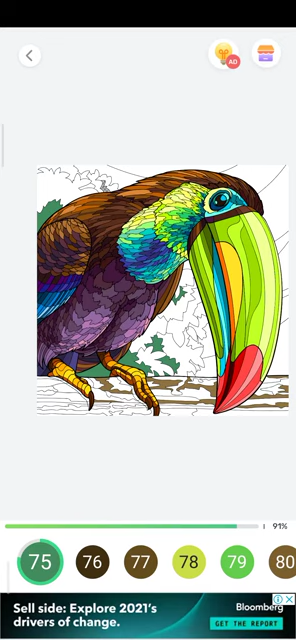 AD
91%
75 76 77 78 79 80
Sell side: Explore 2021's
drivers of change.
Bloomberg
GET THE REPORT